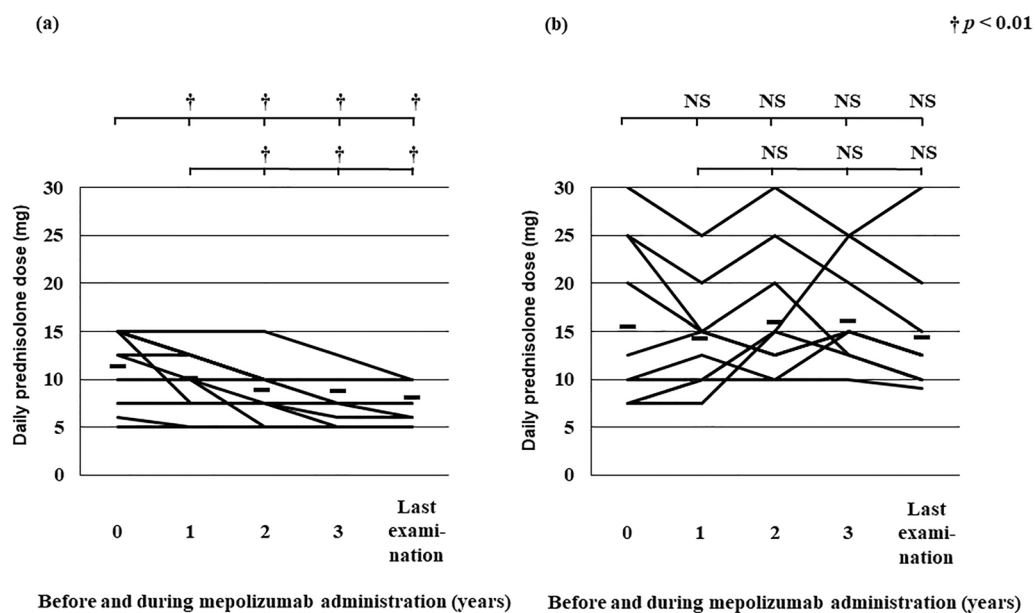 (a)
(b)
† p < 0.01
† † † †
† † †
NS NS NS NS
NS NS NS
Daily prednisolone dose (mg)
30
25
20
15
10
5
0
0 1 2 3 Last
exami-
nation
Before and during mepolizumab administration (years)
Daily prednisolone dose (mg)
30
25
20
15
10
5
0
0 1 2 3 Last
exami-
nation
Before and during mepolizumab administration (years)